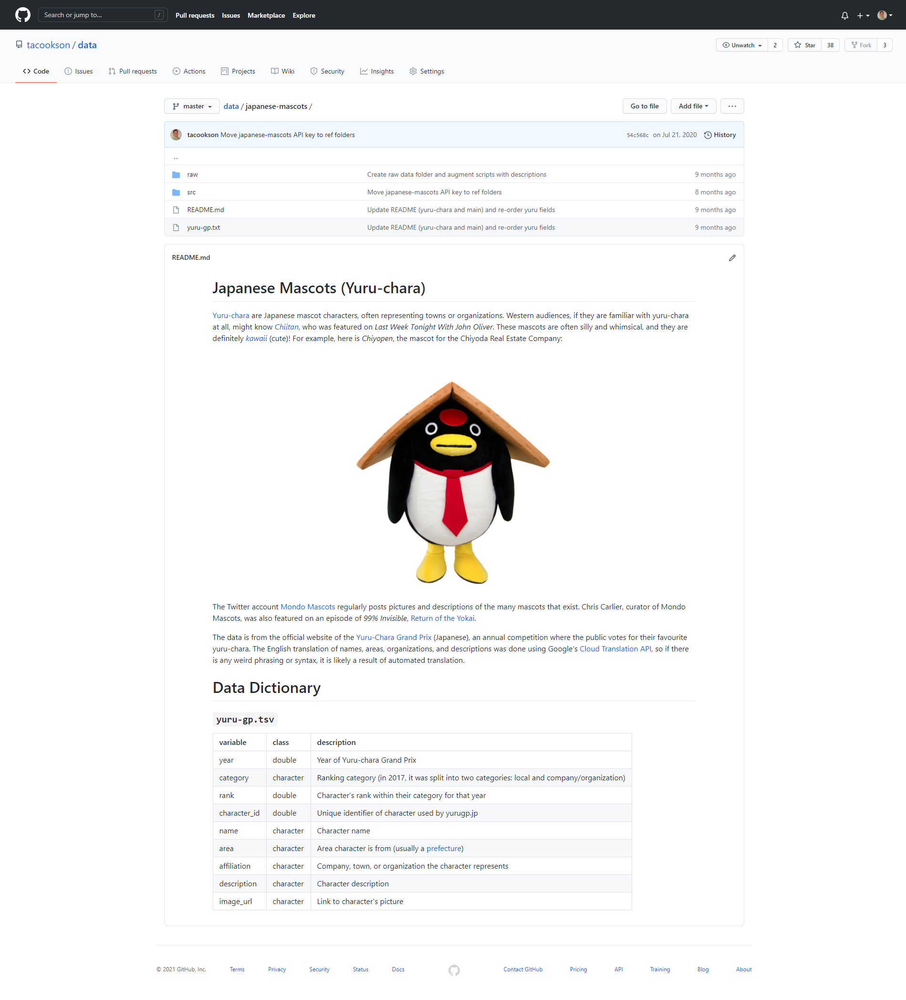 Search or jump to... /
Pull requests Issues Marketplace Explore
tacookson / data
Unwatch 2 Star 38 Fork 3
Code Issues Pull requests Actions Projects Wiki Security Insights Settings
master data / japanese-mascots / Go to file Add file ...
tacookson Move japanese-mascots API key to ref folders 54c568c on Jul 21, 2020 History
..
raw Create raw data folder and augment scripts with descriptions 9 months ago
src Move japanese-mascots API key to ref folders 8 months ago
README.md Update README (yuru-chara and main) and re-order yuru fields 9 months ago
yuru-gp.txt Update README (yuru-chara and main) and re-order yuru fields 9 months ago
README.md
Japanese Mascots (Yuru-chara)
Yuru-chara are Japanese mascot characters, often representing towns or organizations. Western audiences, if they are familiar with yuru-chara
at all, might know Chiitan, who was featured on Last Week Tonight With John Oliver. These mascots are often silly and whimsical, and they are
definitely kawaii (cute)! For example, here is Chiyopen, the mascot for the Chiyoda Real Estate Company:
The Twitter account Mondo Mascots regularly posts pictures and descriptions of the many mascots that exist. Chris Carlier, curator of Mondo
Mascots, was also featured on an episode of 99% Invisible, Return of the Yokai.
The data is from the official website of the Yuru-Chara Grand Prix (Japanese), an annual competition where the public votes for their favourite
yuru-chara. The English translation of names, areas, organizations, and descriptions was done using Google's Cloud Translation API, so if there
is any weird phrasing or syntax, it is likely a result of automated translation.
Data Dictionary
yuru-gp.tsv
variable class description
year double Year of Yuru-chara Grand Prix
category character Ranking category (in 2017, it was split into two categories: local and company/organization)
rank double Character's rank within their category for that year
character_id double Unique identifier of character used by yurugp.jp
name character Character name
area character Area character is from (usually a prefecture)
affiliation character Company, town, or organization the character represents
description character Character description
image_url character Link to character's picture
© 2021 GitHub, Inc. Terms Privacy Security Status Docs Contact GitHub Pricing API Training Blog About